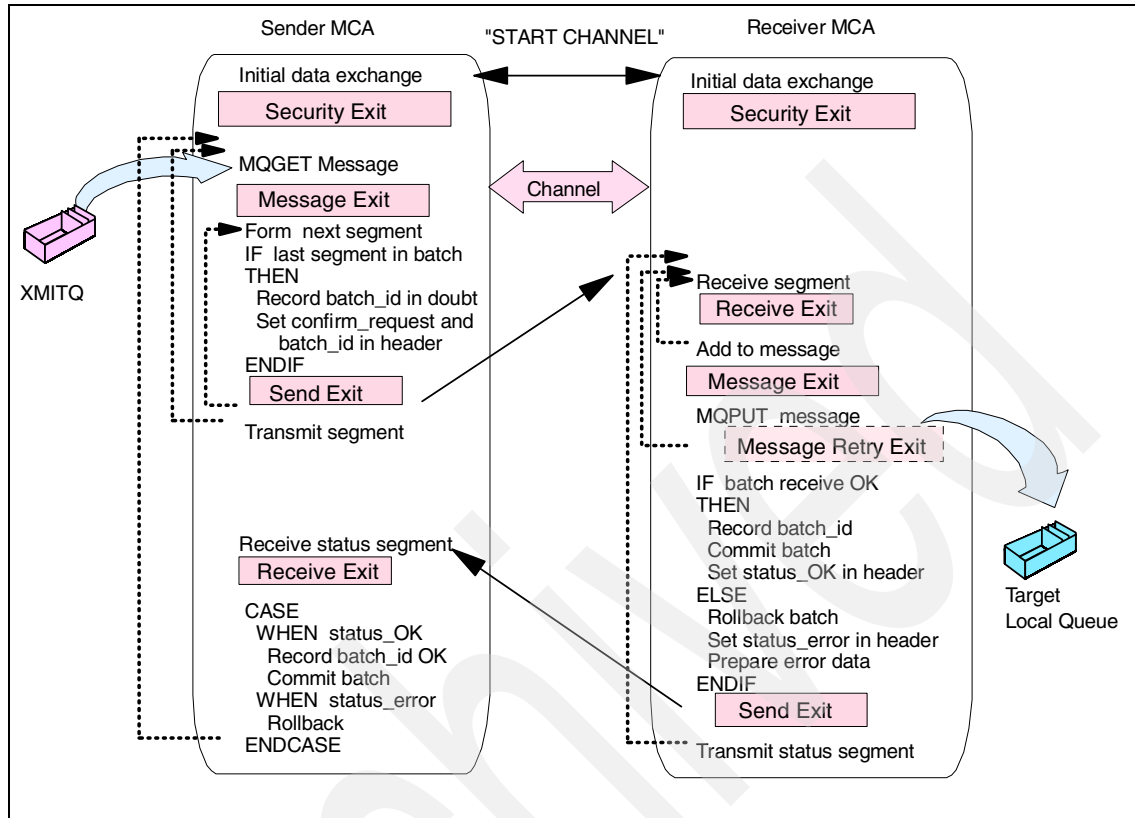 Sender MCA
"START CHANNEL"
Receiver MCA
Initial data exchange
Security Exit
MQGET Message
Message Exit
Form next segment
IF last segment in batch
THEN
Record batch_id in doubt
Set confirm_request and
batch_id in header
ENDIF
Send Exit
Transmit segment
Receive status segment
Receive Exit
CASE
WHEN status_OK
Record batch_id OK
Commit batch
WHEN status_error
Rollback
ENDCASE
XMITQ
Channel
Initial data exchange
Security Exit
Receive segment
Receive Exit
Add to message
Message Exit
MQPUT message
Message Retry Exit
IF batch receive OK
THEN
Record batch_id
Commit batch
Set status_OK in header
ELSE
Rollback batch
Set status_error in header
Prepare error data
ENDIF
Send Exit
Transmit status segment
Target
Local Queue